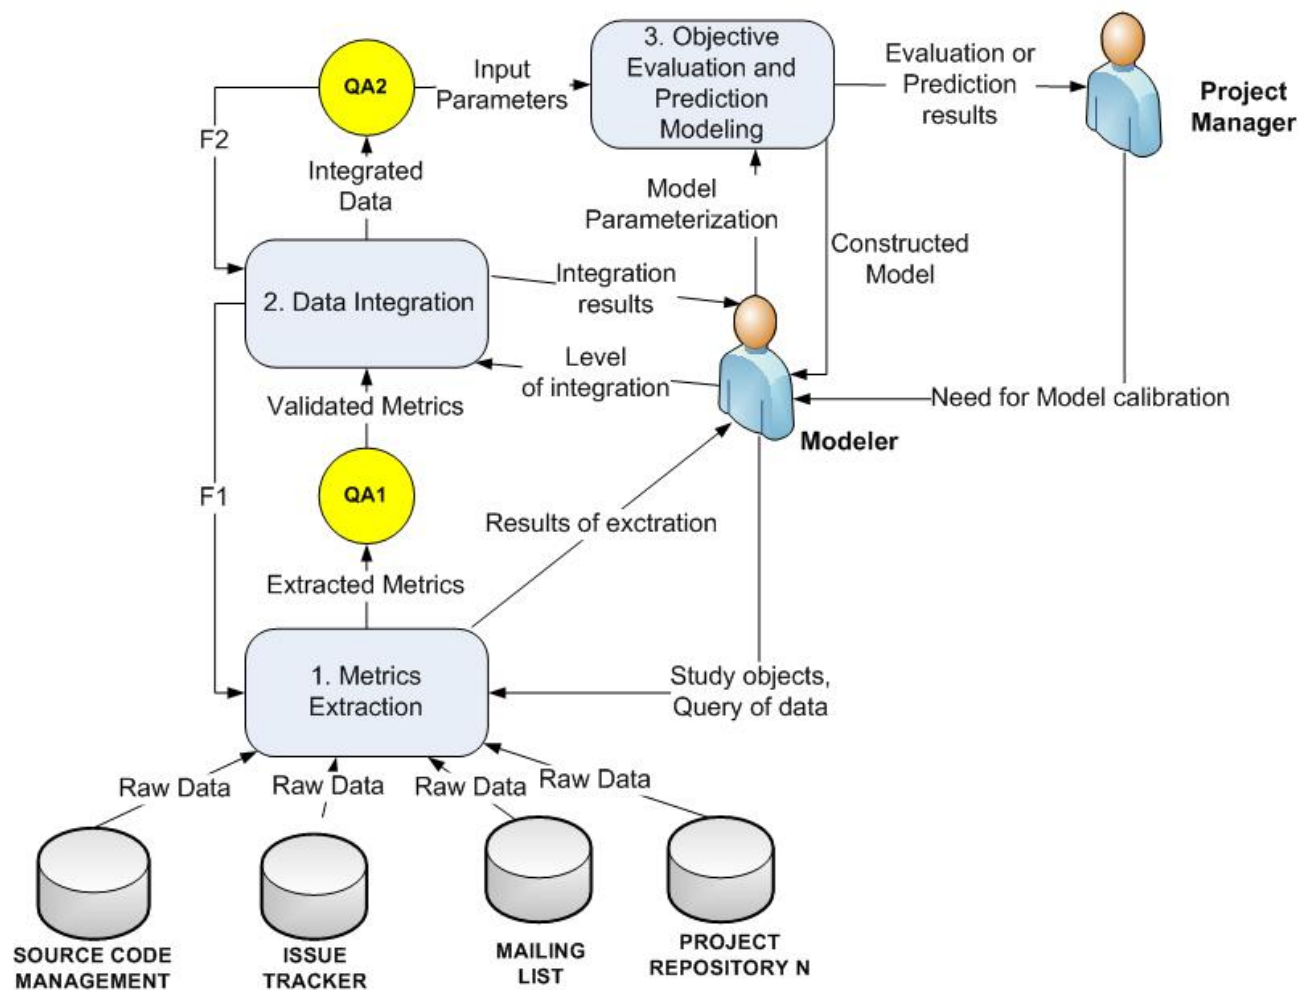 3. Objective
Evaluation and
Prediction
Modeling
QA2
Input
Parameters
Evaluation or
Prediction
results
Project
Manager
F2
Integrated
Data
Model
Parameterization
Constructed
Model
2. Data Integration
Integration
results
Level
of integration
Validated Metrics
Need for Model calibration
Modeler
QA1
F1
Results of exctration
Extracted Metrics
1. Metrics
Extraction
Study objects,
Query of data
Raw Data
Raw Data
Raw Data
Raw Data
SOURCE CODE
MANAGEMENT
ISSUE
TRACKER
MAILING
LIST
PROJECT
REPOSITORY N